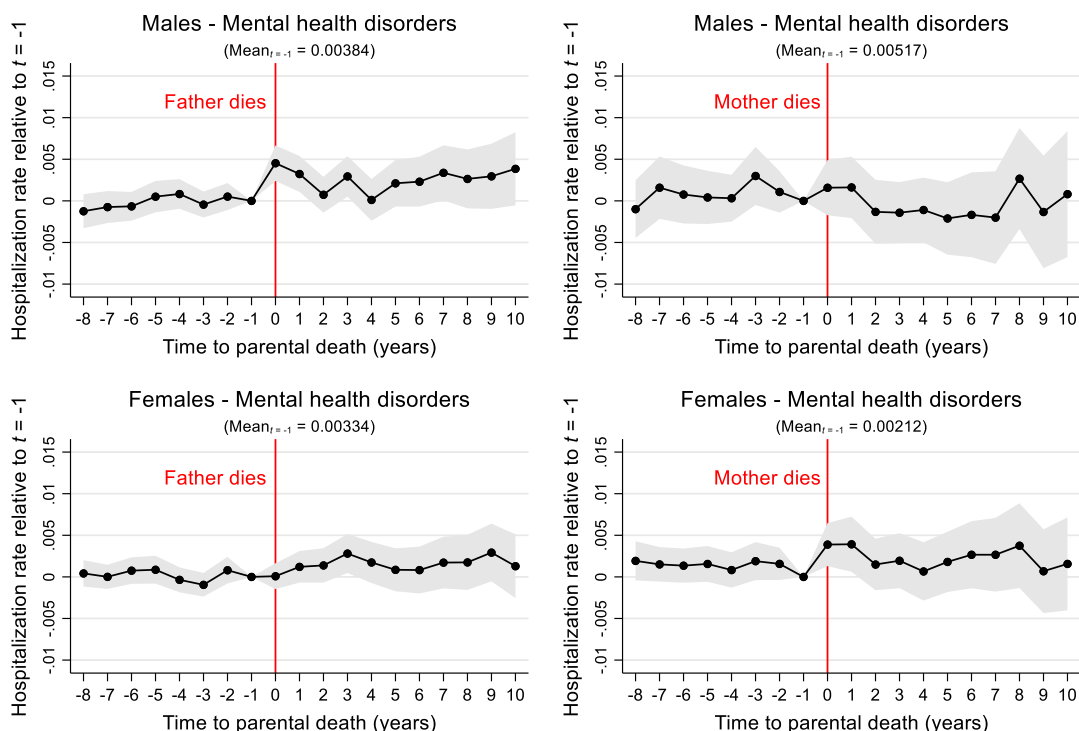 Males - Mental health disorders
(Mean t = -1 = 0.00384)
Hospitalization rate relative to t = -1
.015
.01
.005
0
-.005
-.01
Father dies
-8 -7 -6 -5 -4 -3 -2 -1 0 1 2 3 4 5 6 7 8 9 10
Time to parental death (years)
Males - Mental health disorders
(Mean t = -1 = 0.00517)
Hospitalization rate relative to t = -1
.015
.01
.005
0
-.005
-.01
Mother dies
-8 -7 -6 -5 -4 -3 -2 -1 0 1 2 3 4 5 6 7 8 9 10
Time to parental death (years)
Females - Mental health disorders
(Mean t = -1 = 0.00334)
Hospitalization rate relative to t = -1
.015
.01
.005
0
-.005
-.01
Father dies
-8 -7 -6 -5 -4 -3 -2 -1 0 1 2 3 4 5 6 7 8 9 10
Time to parental death (years)
Females - Mental health disorders
(Mean t = -1 = 0.00212)
Hospitalization rate relative to t = -1
.015
.01
.005
0
-.005
-.01
Mother dies
-8 -7 -6 -5 -4 -3 -2 -1 0 1 2 3 4 5 6 7 8 9 10
Time to parental death (years)